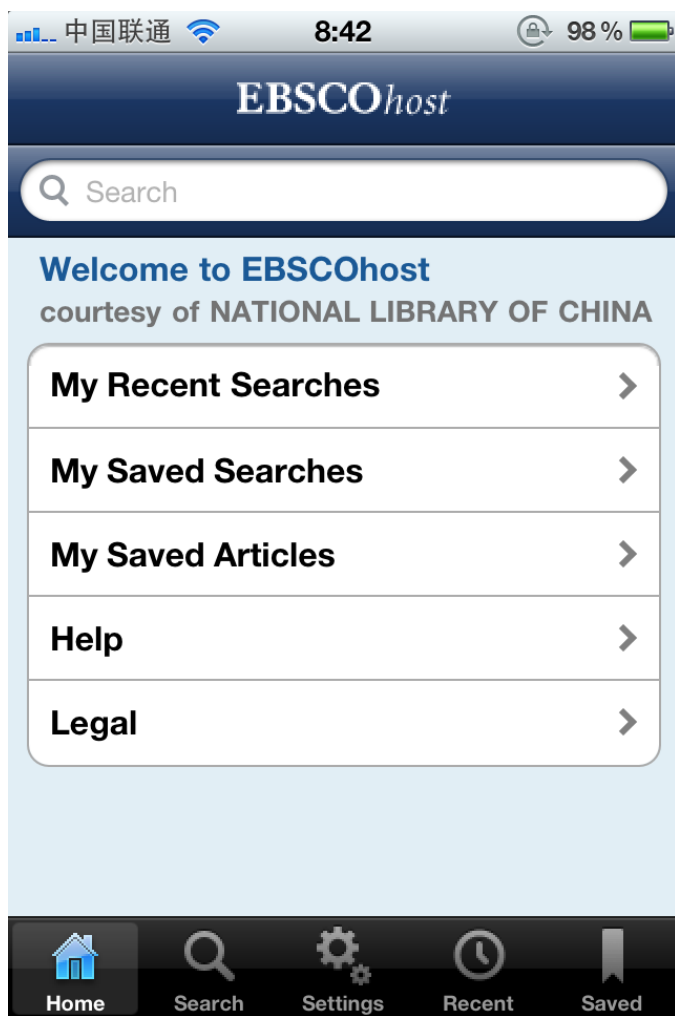 中国联通 8:42 98%
EBSCOhost
Search
Welcome to EBSCOhost
courtesy of NATIONAL LIBRARY OF CHINA
My Recent Searches
My Saved Searches
My Saved Articles
Help
Legal
Home Search Settings Recent Saved